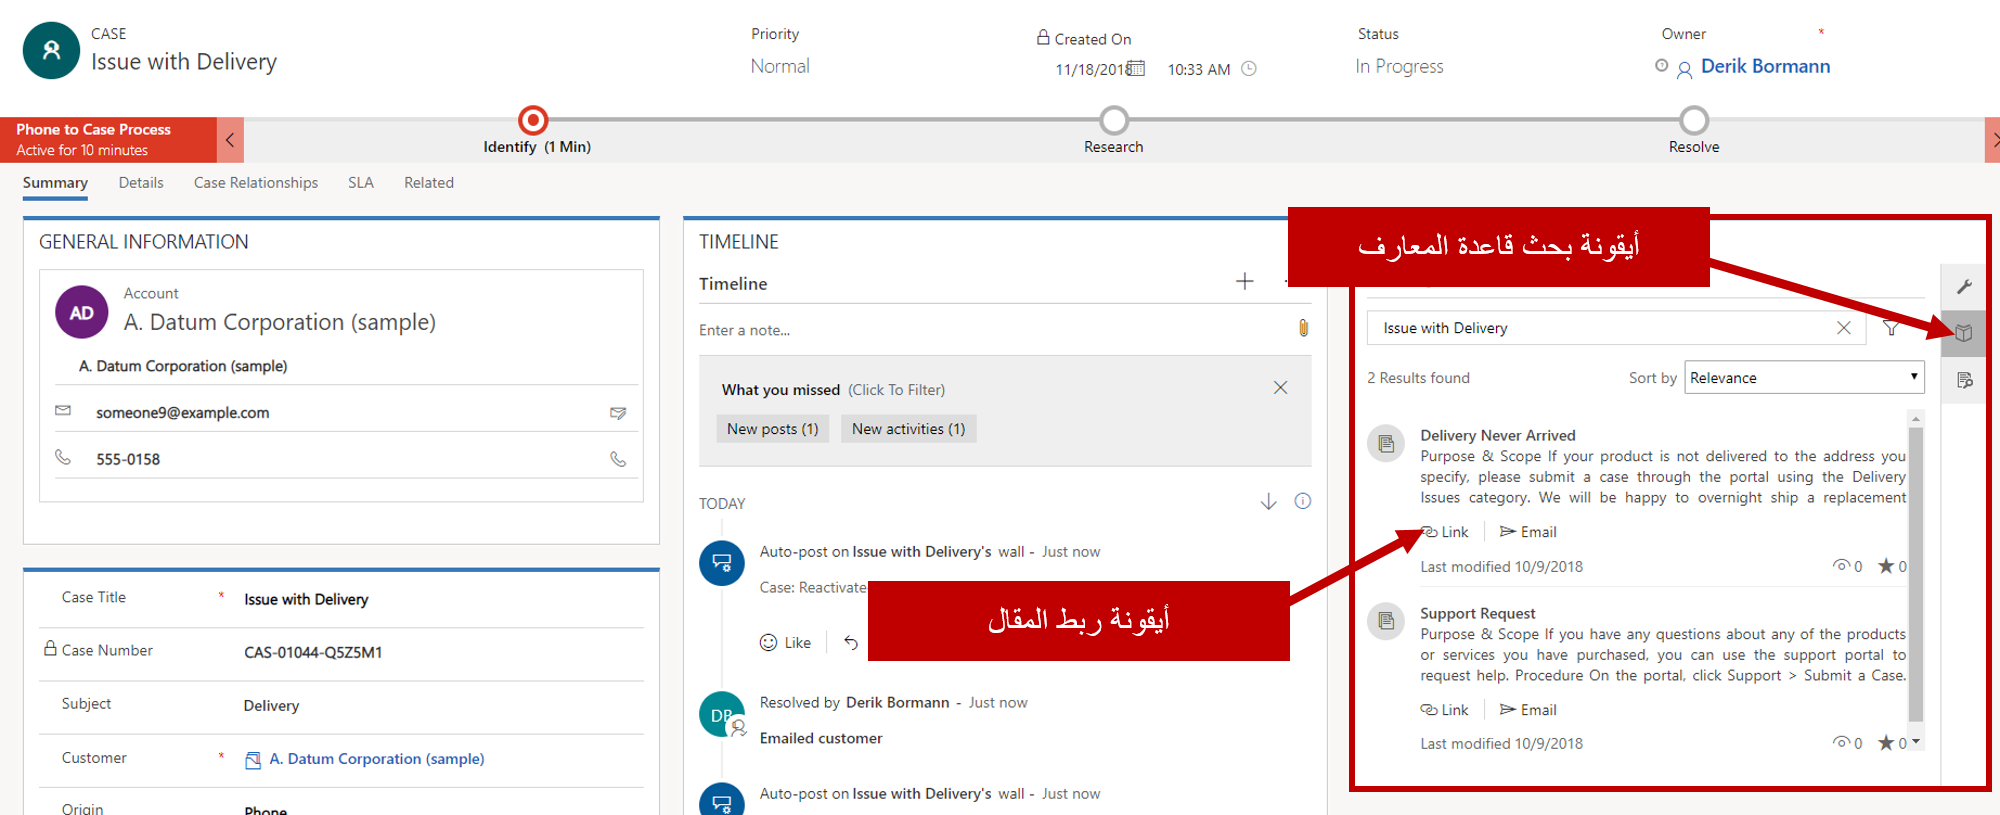 CASE
Issue with Delivery
Priority
Normal
Created On
11/18/2018 10:33 AM
Status
In Progress
Owner *
Derik Bormann
Phone to Case Process
Active for 10 minutes
Identify (1 Min)
Research
Resolve
Summary Details Case Relationships SLA Related
GENERAL INFORMATION
Account
AD
A. Datum Corporation (sample)
A. Datum Corporation (sample)
someone9@example.com
555-0158
Case Title * Issue with Delivery
Case Number CAS-01044-Q5Z5M1
Subject Delivery
Customer * A. Datum Corporation (sample)
Origin Phone
TIMELINE
Timeline
Enter a note...
What you missed (Click To Filter)
New posts (1) New activities (1)
TODAY
Auto-post on Issue with Delivery's wall - Just now
Case: Reactivate
Like
أيقونة ربط المقال
Resolved by Derik Bormann - Just now
Emailed customer
Auto-post on Issue with Delivery's wall - Just now
أيقونة بحث قاعدة المعارف
Issue with Delivery
2 Results found Sort by Relevance
Delivery Never Arrived
Purpose & Scope If your product is not delivered to the address you
specify, please submit a case through the portal using the Delivery
Issues category. We will be happy to overnight ship a replacement
Link Email
Last modified 10/9/2018 0 0
Support Request
Purpose & Scope If you have any questions about any of the products
or services you have purchased, you can use the support portal to
request help. Procedure On the portal, click Support > Submit a Case.
Link Email
Last modified 10/9/2018 0 0